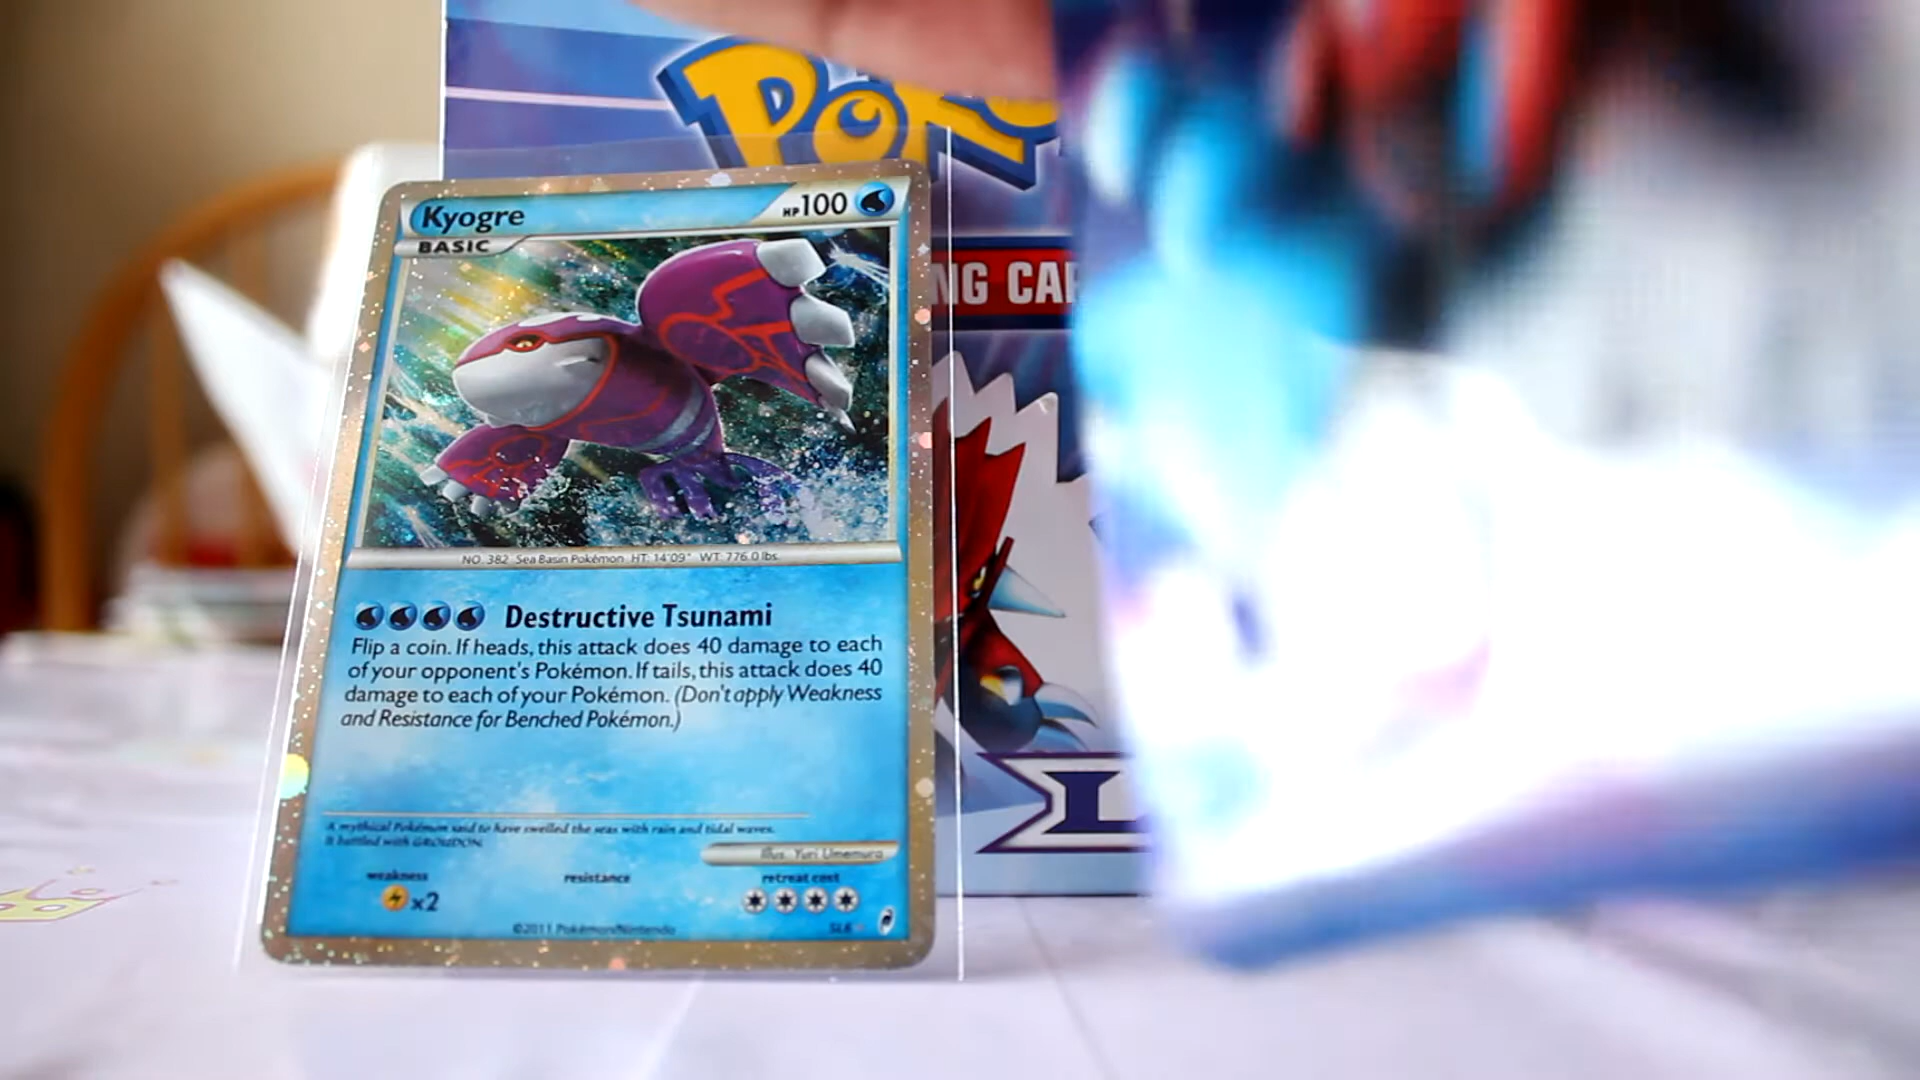 POK
Kyogre
HP100
BASIC
NG CAR
NO. 382 Sea Basin Pokémon HT: 14'09" WT: 776.0 lbs.
Destructive Tsunami
Flip a coin. If heads, this attack does 40 damage to each
of your opponent's Pokémon. If tails, this attack does 40
damage to each of your Pokémon. (Don't apply Weakness
and Resistance for Benched Pokémon.)
A mythical Pokémon said to have swelled the seas with rain and tidal waves.
It battled with GROUDON.
Illus. Yuri Umemura
weakness
resistance
retreat cost
x2
©2011 Pokémon/Nintendo
SL6
L